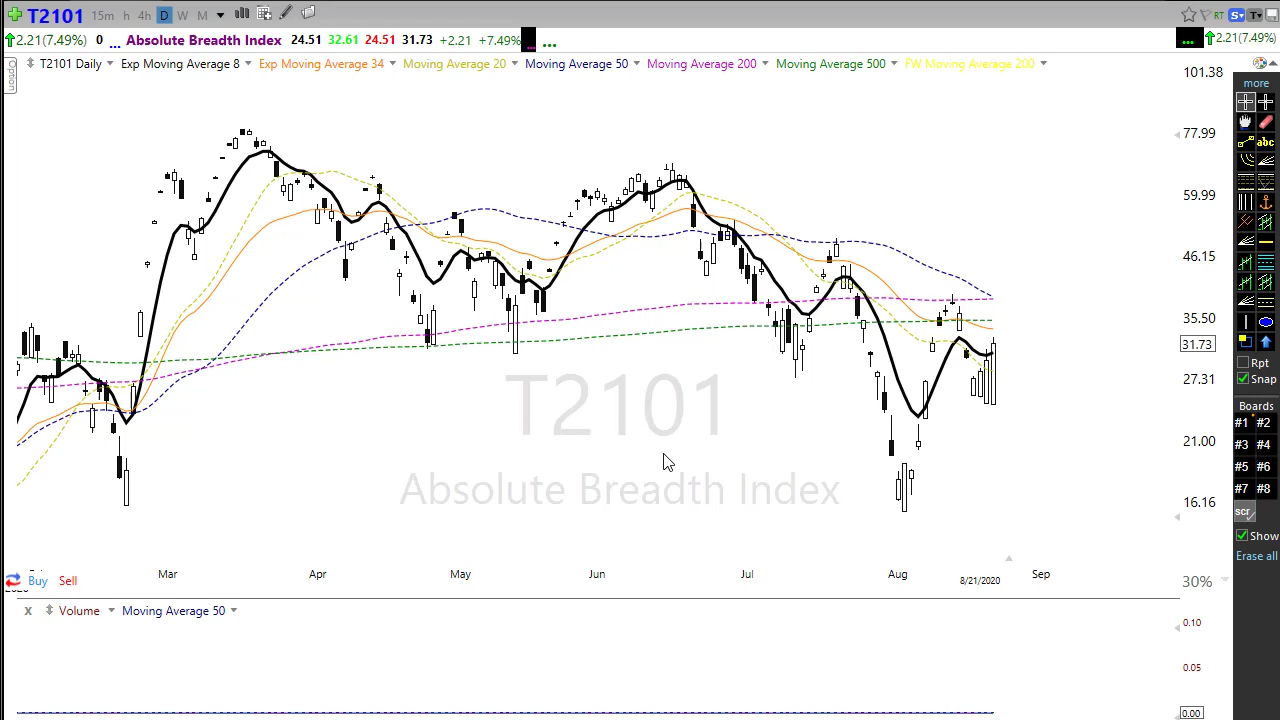 T2101 15m h 4h D W M RT S T
2.21(7.49%) 0 ... Absolute Breadth Index 24.51 32.61 24.51 31.73 +2.21 +7.49% ... ... 2.21(7.49%)
Option T2101 Daily Exp Moving Average 8 Exp Moving Average 34 Moving Average 20 Moving Average 50 Moving Average 200 Moving Average 500 FW Moving Average 200
101.38
more
77.99
abc
59.99
46.15
35.50
31.73
Rpt
27.31
Snap
T2101
Boards
#1 #2
21.00
#3 #4
Absolute Breadth Index
#5 #6
#7 #8
16.16
scr
Show
Erase all
Mar Apr May Jun Jul Aug 8/21/2020 Sep
Buy Sell
30%
x Volume Moving Average 50
0.10
0.05
0.00